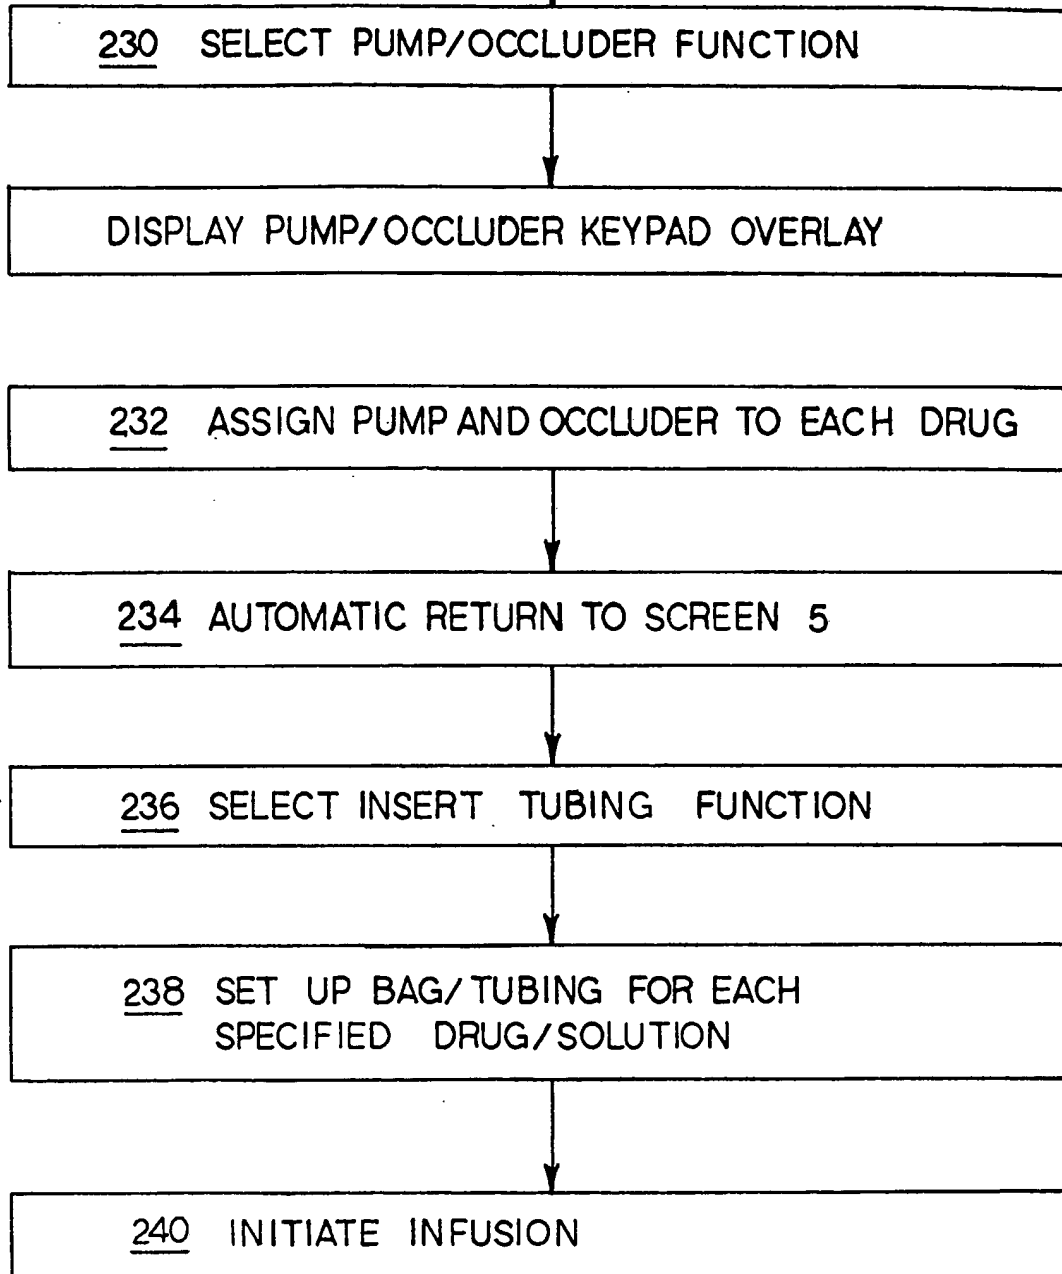 230 SELECT PUMP/OCCLUDER FUNCTION
DISPLAY PUMP/OCCLUDER KEYPAD OVERLAY
232 ASSIGN PUMP AND OCCLUDER TO EACH DRUG
234 AUTOMATIC RETURN TO SCREEN 5
236 SELECT INSERT TUBING FUNCTION
238 SET UP BAG/TUBING FOR EACH
SPECIFIED DRUG/SOLUTION
240 INITIATE INFUSION